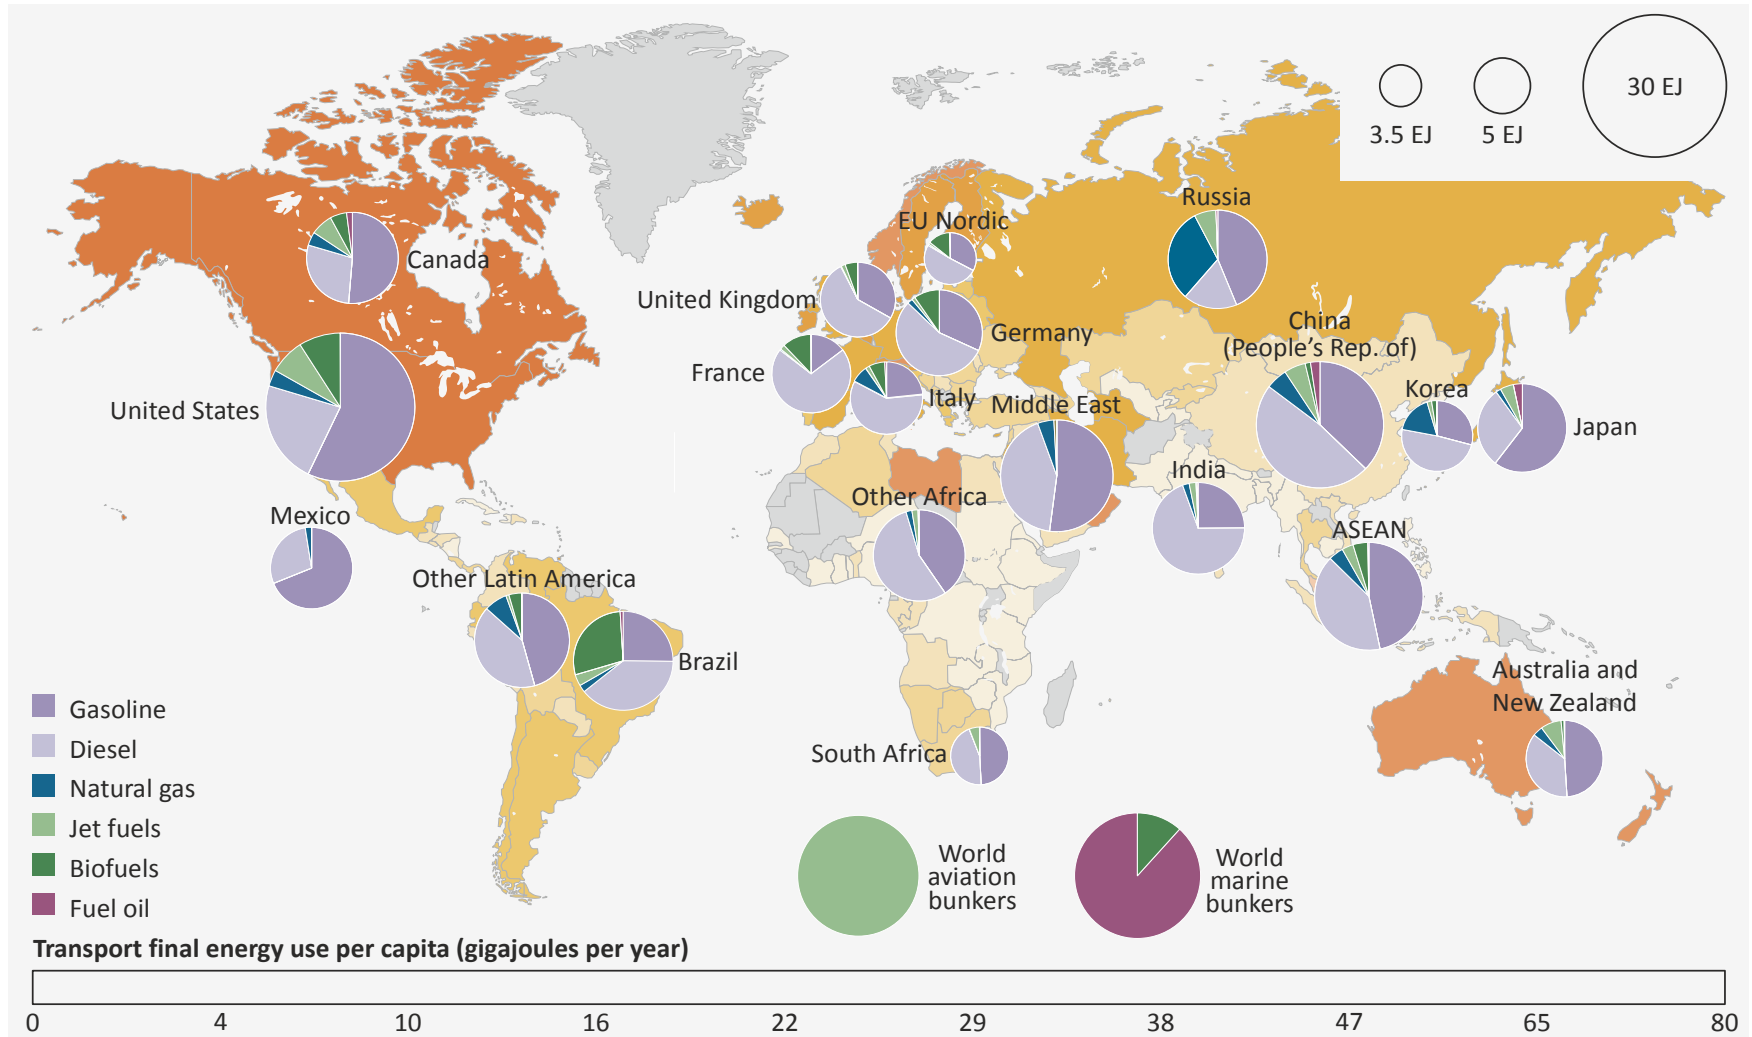 3.5 EJ
5 EJ
30 EJ
Russia
EU Nordic
Canada
United Kingdom
Germany
China
(People's Rep. of)
France
Italy
Middle East
Korea
Japan
United States
India
Other Africa
Mexico
ASEAN
Other Latin America
Brazil
Australia and
New Zealand
South Africa
Gasoline
Diesel
Natural gas
Jet fuels
Biofuels
Fuel oil
World
aviation
bunkers
World
marine
bunkers
Transport final energy use per capita (gigajoules per year)
0 4 10 16 22 29 38 47 65 80